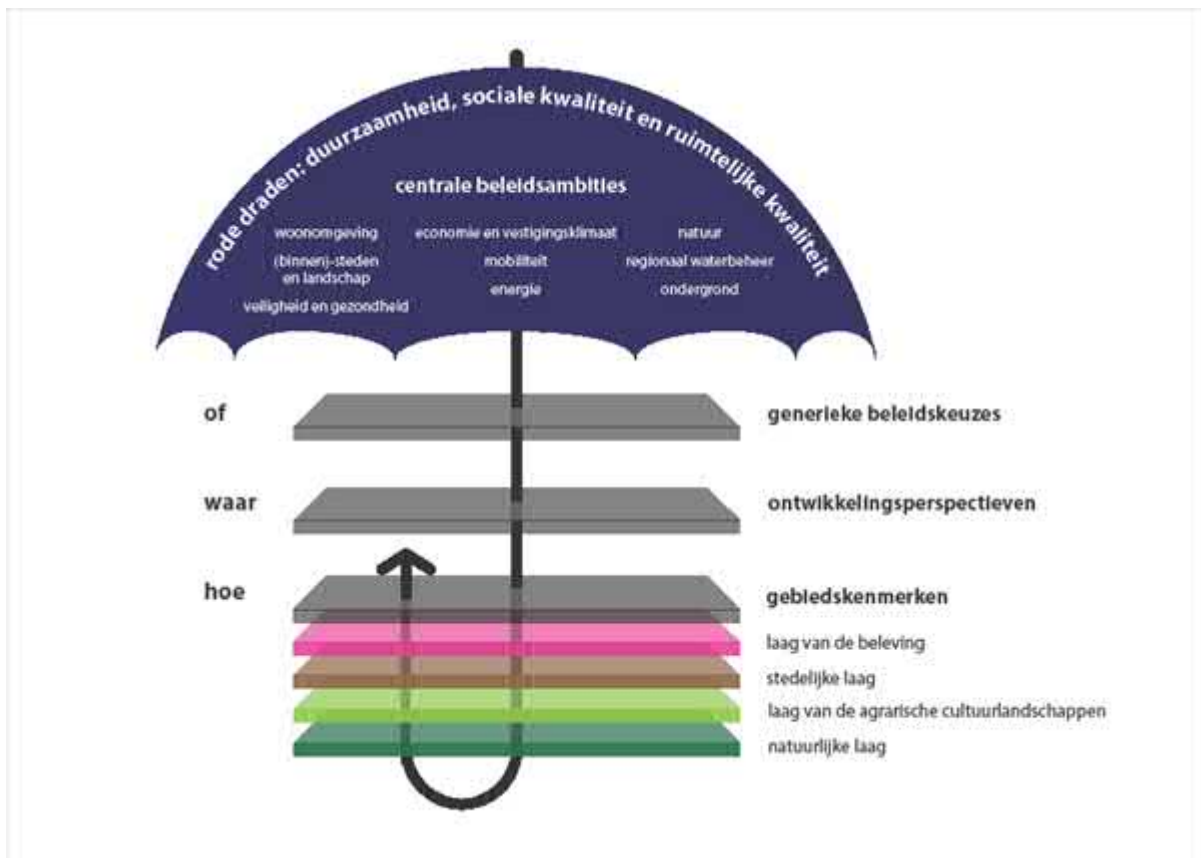 rode draden: duurzaamheid, sociale kwaliteit en ruimtelijke kwaliteit
centrale beleidsambities
woonomgeving
(binnen)-steden
en landschap
veiligheid en gezondheid
economie en vestigingsklimaat
mobiliteit
energie
natuur
regionaal waterbeheer
ondergrond
of
generieke beleidskeuzes
waar
ontwikkelingsperspectieven
hoe
gebiedskenmerken
laag van de beleving
stedelijke laag
laag van de agrarische cultuurlandschappen
natuurlijke laag